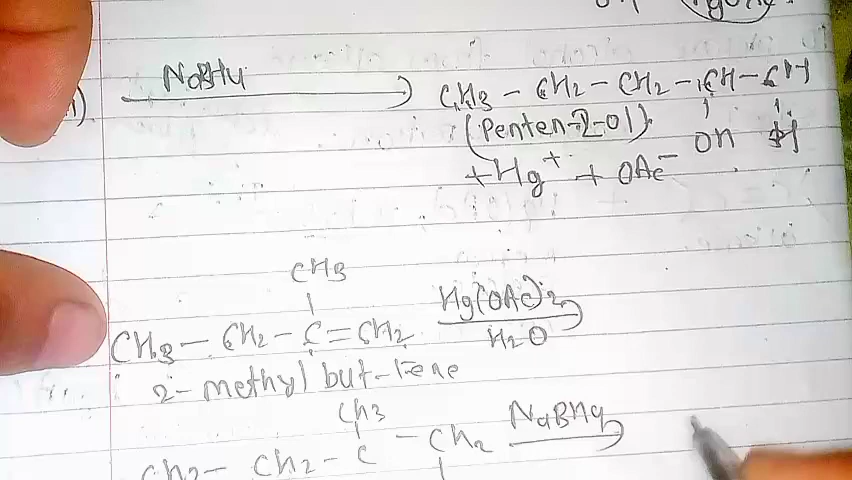 NaBH4
CH3 - CH2 - CH2 - CH - CH
(Penten-2-ol) OH H
+ Hg+ + OAc-
CH3
CH3 - CH2 - C = CH2 Hg(OAc)2
H2O
2-methyl but-1-ene
CH3
CH3 - CH2 - C - CH2 NaBH4